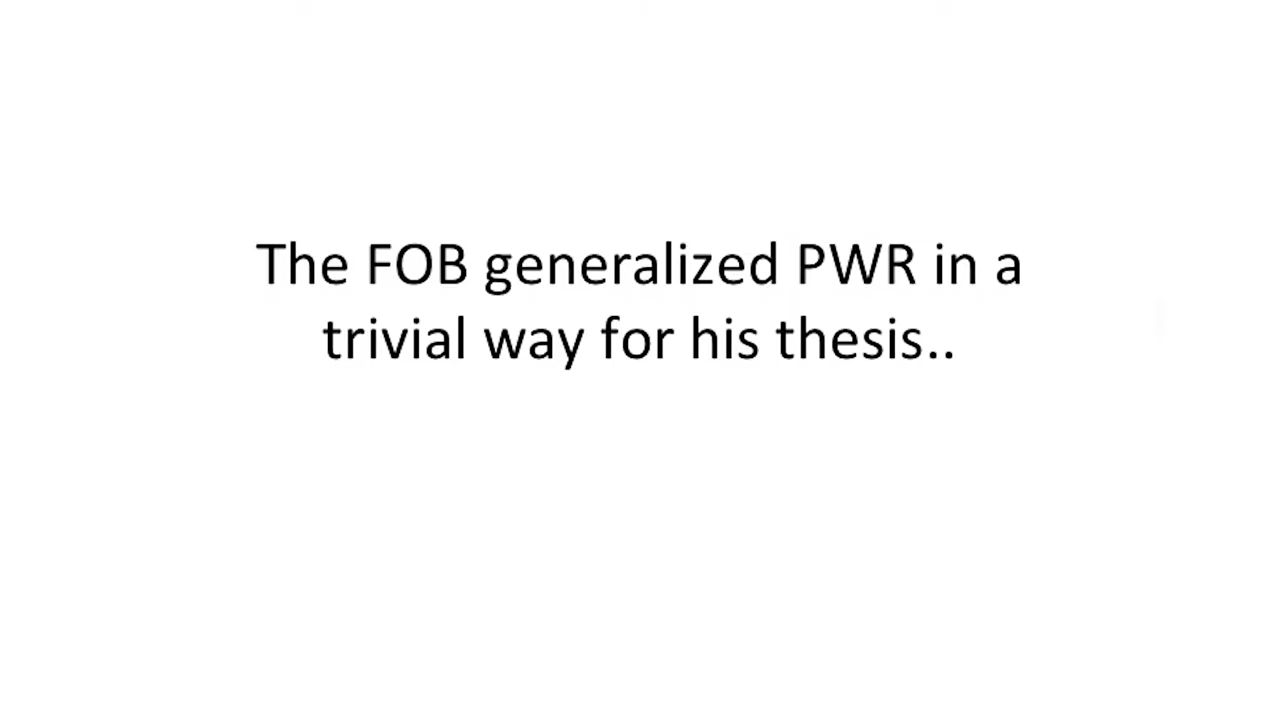 The FOB generalized PWR in a
trivial way for his thesis..